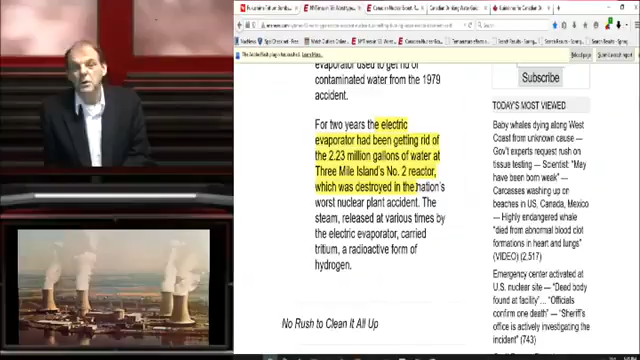 Subscribe
evaporator used to get rid of
contaminated water from the 1979
accident.
For two years the electric
evaporator had been getting rid of
the 2.23 million gallons of water at
Three Mile Island's No. 2 reactor,
which was destroyed in the nation's
worst nuclear plant accident. The
steam, released at various times by
the electric evaporator, carried
tritium, a radioactive form of
hydrogen.
No Rush to Clean It All Up
TODAY'S MOST VIEWED
Baby whales dying along West
Coast from unknown cause —
Gov't experts request rush on
tissue testing — Scientist: "May
have been born weak" —
Carcasses washing up on
beaches in US, Canada, Mexico
— Highly endangered whale
"died from abnormal blood clot
formations in heart and lungs"
(VIDEO) (2,517)
Emergency center activated at
U.S. nuclear site — "Dead body
found at facility"... "Officials
confirm one death" — "Sheriff's
office is actively investigating the
incident" (743)